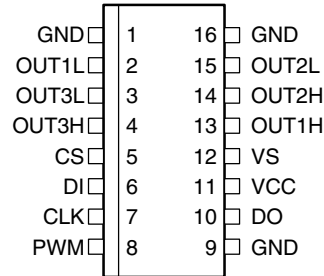 GND 1 16 GND
OUT1L 2 15 OUT2L
OUT3L 3 14 OUT2H
OUT3H 4 13 OUT1H
CS 5 12 VS
DI 6 11 VCC
CLK 7 10 DO
PWM 8 9 GND